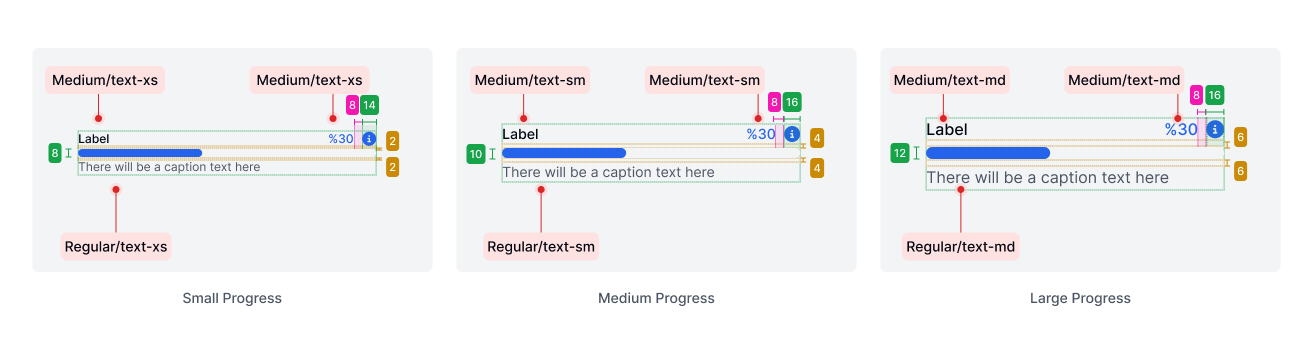 Medium/text-xs
Medium/text-xs
8
14
Label
%30
i
2
8
There will be a caption text here
2
Regular/text-xs
Small Progress
Medium/text-sm
Medium/text-sm
8
16
Label
%30
i
4
10
There will be a caption text here
4
Regular/text-sm
Medium Progress
Medium/text-md
Medium/text-md
8
16
Label
%30
i
6
12
There will be a caption text here
6
Regular/text-md
Large Progress